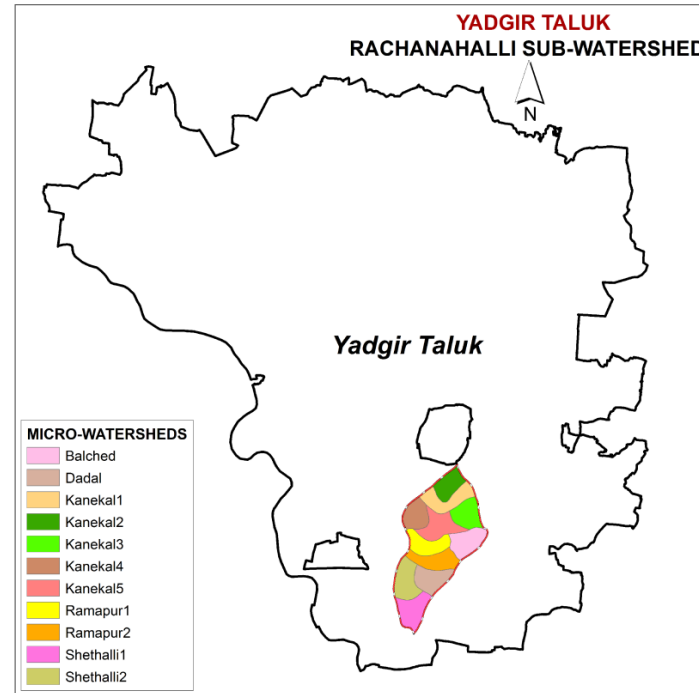 YADGIR TALUK
RACHANAHALLI SUB-WATERSHED
N
Yadgir Taluk
MICRO-WATERSHEDS
Balched
Dadal
Kanekal1
Kanekal2
Kanekal3
Kanekal4
Kanekal5
Ramapur1
Ramapur2
Shethalli1
Shethalli2